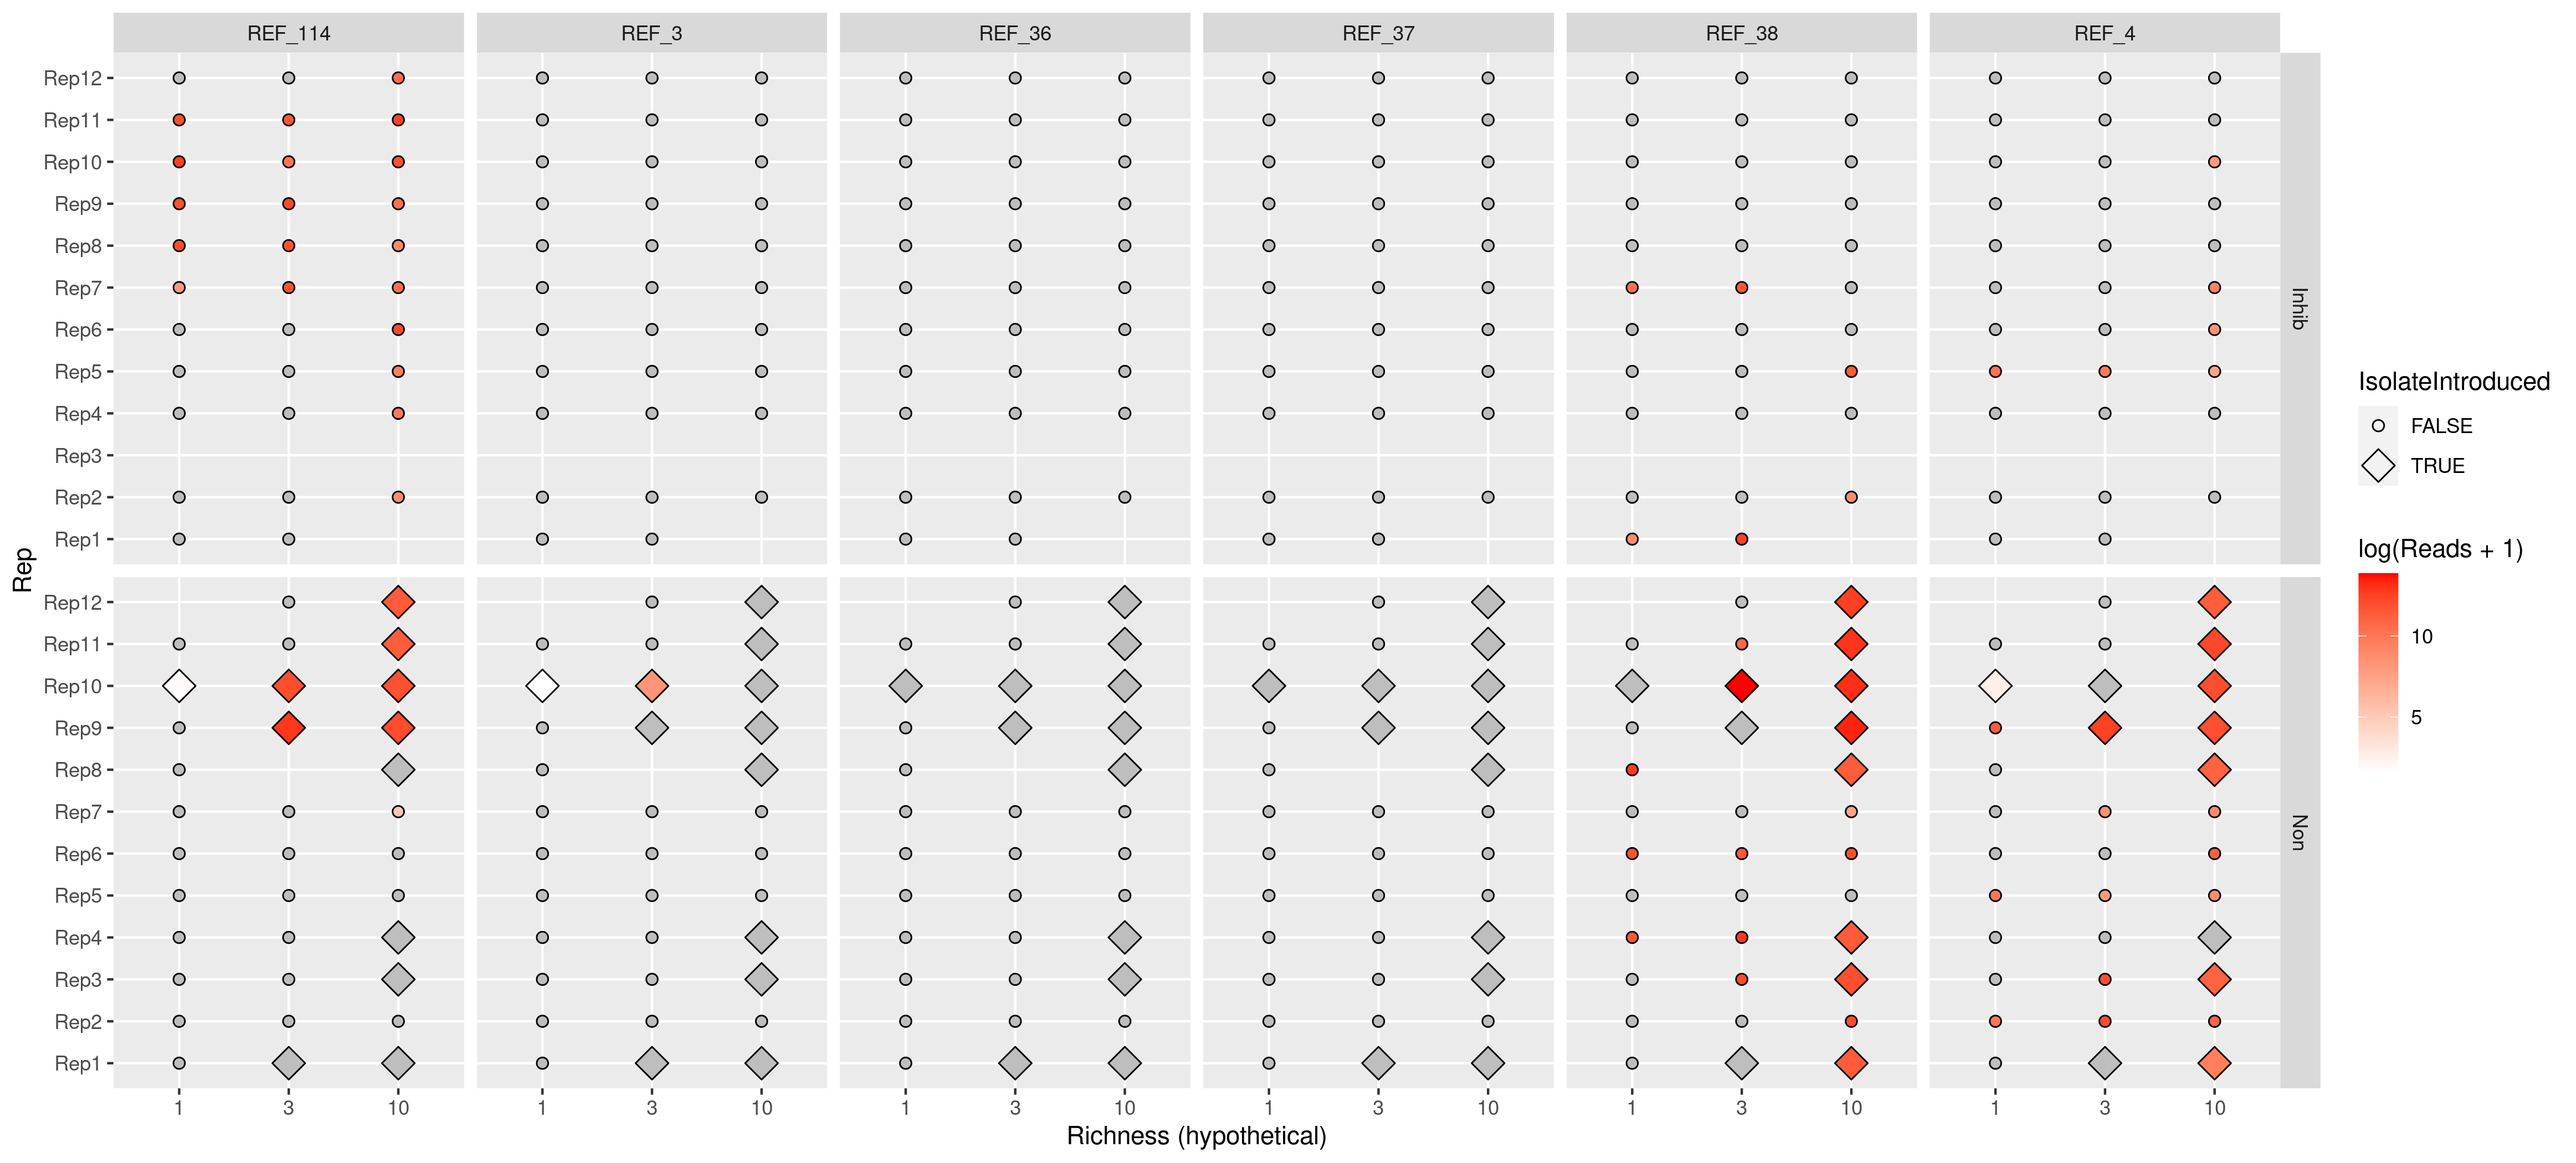 REF_114 REF_3 REF_36 REF_37 REF_38 REF_4
Rep12
Rep11
Rep10
Rep9
Rep8
Rep7
Rep6
Rep5
Rep4
Rep3
Rep2
Rep1
Inhib
Rep12
Rep11
Rep10
Rep9
Rep8
Rep7
Rep6
Rep5
Rep4
Rep3
Rep2
Rep1
Non
Rep
1 3 10 1 3 10 1 3 10 1 3 10 1 3 10 1 3 10
Richness (hypothetical)
IsolateIntroduced
FALSE
TRUE
log(Reads + 1)
10
5